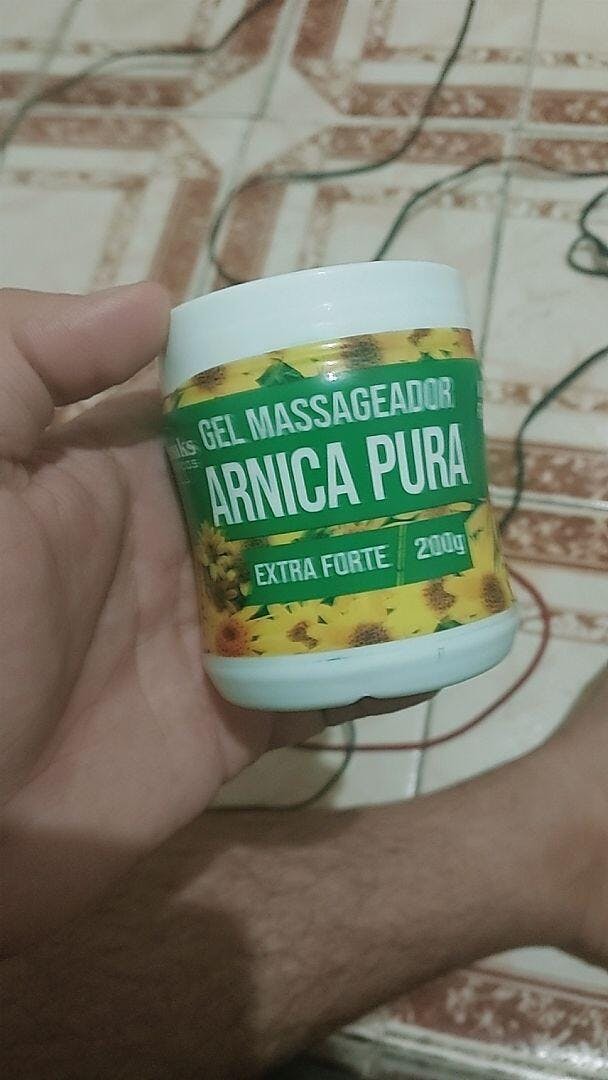 GEL MASSAGEADOR
ARNICA PURA
EXTRA FORTE
200g